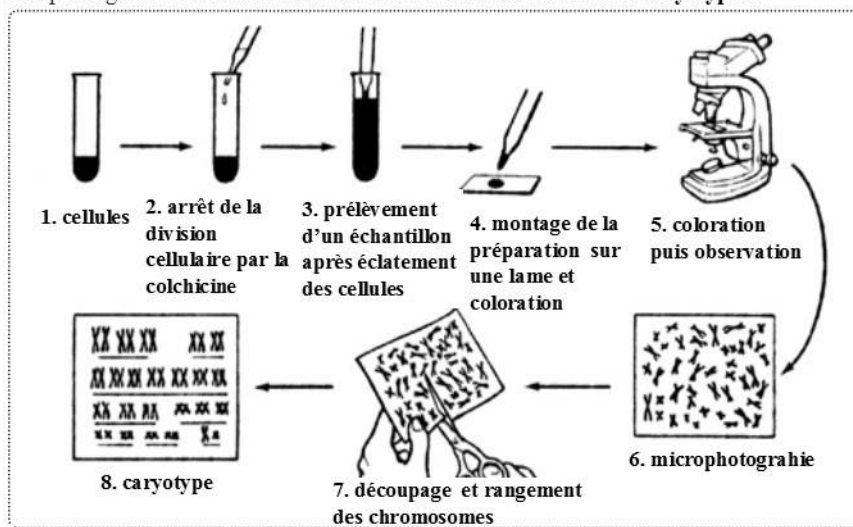 1. cellules
2. arrêt de la
division
cellulaire par la
colchicine
3. prélèvement
d'un échantillon
après éclatement
des cellules
4. montage de la
préparation sur
une lame et
coloration
5. coloration
puis observation
6. microphotograhie
7. découpage et rangement
des chromosomes
8. caryotype